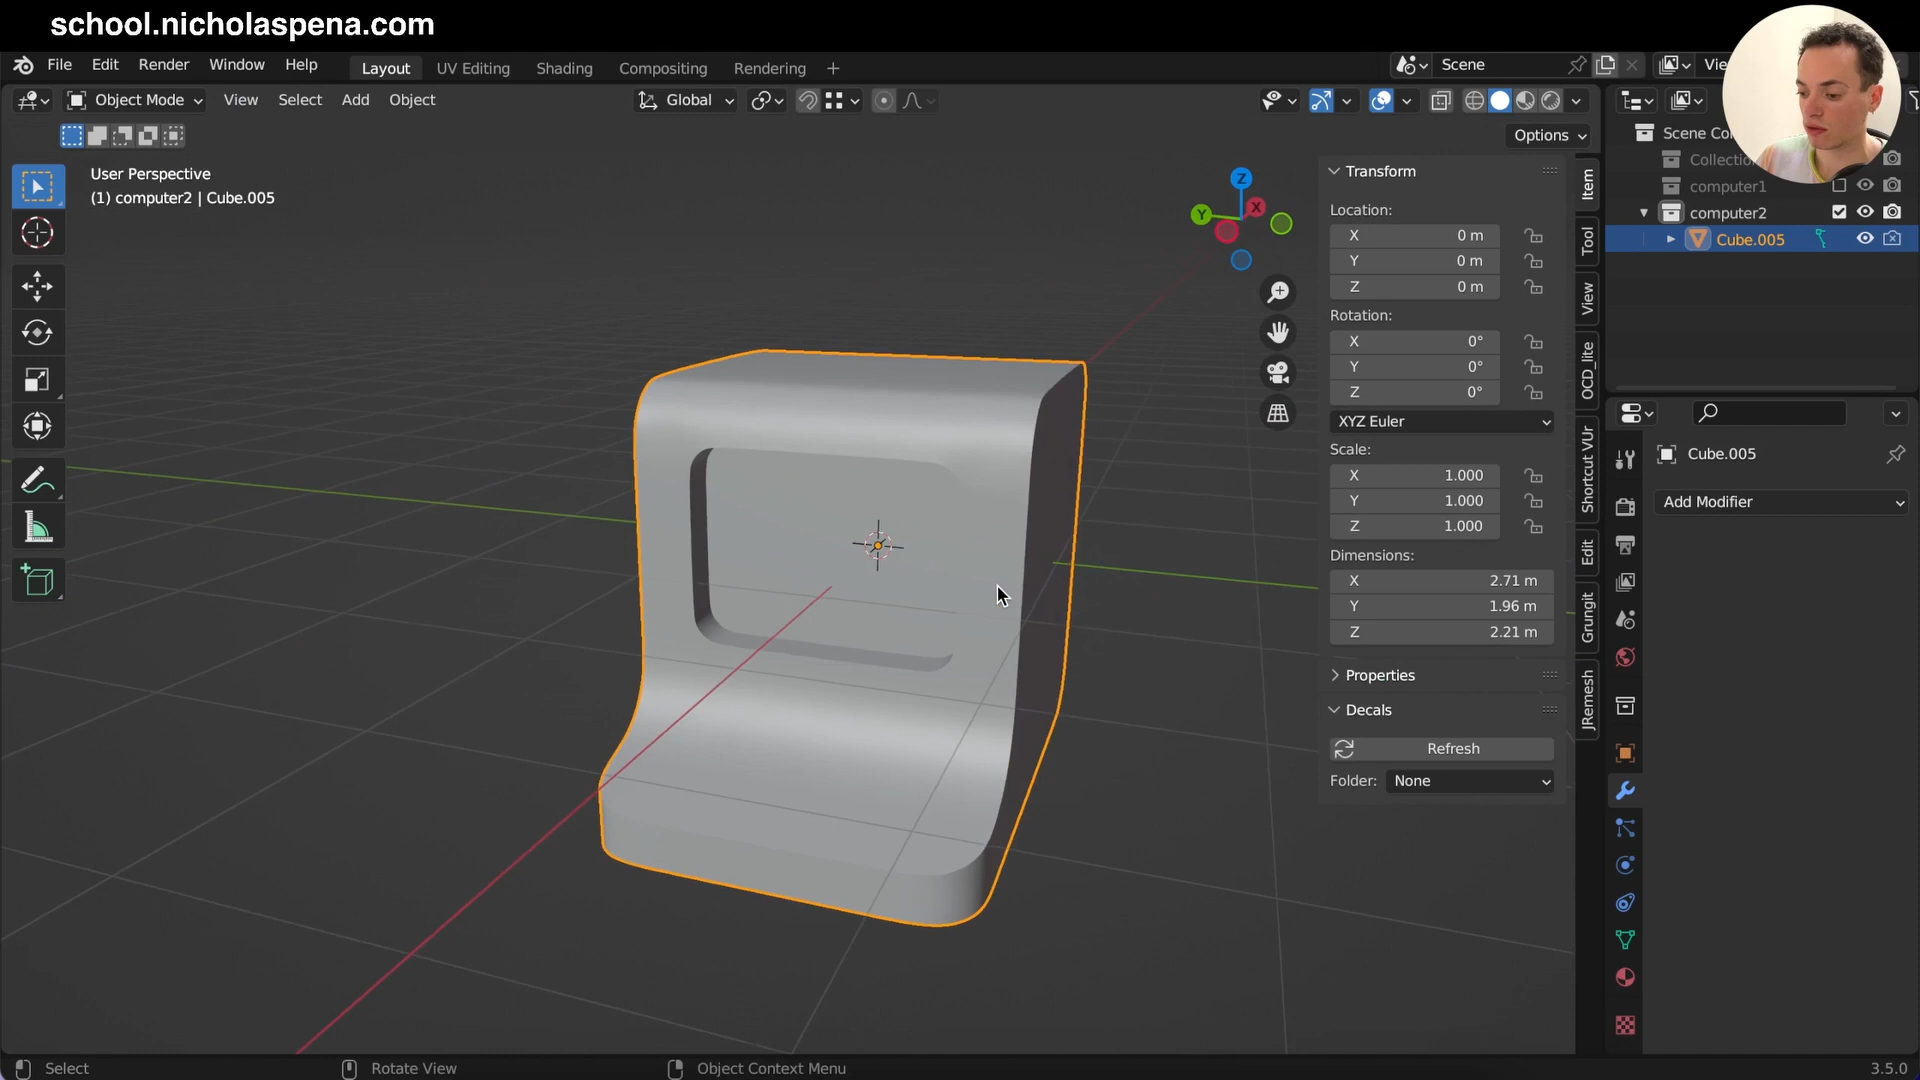 school.nicholaspena.com
File Edit Render Window Help
Layout UV Editing Shading Compositing Rendering +
Scene
Object Mode View Select Add Object
Global
Options
User Perspective
(1) computer2 | Cube.005
Z
Y
X
Transform
Location:
X 0 m
Y 0 m
Z 0 m
Rotation:
X 0°
Y 0°
Z 0°
XYZ Euler
Scale:
X 1.000
Y 1.000
Z 1.000
Dimensions:
X 2.71 m
Y 1.96 m
Z 2.21 m
Properties
Decals
Refresh
Folder: None
Item
Tool
View
OCD_lite
Shortcut VUr
Edit
Grungit
JRemesh
computer1
computer2
Cube.005
Cube.005
Add Modifier
Select
Rotate View
Object Context Menu
3.5.0